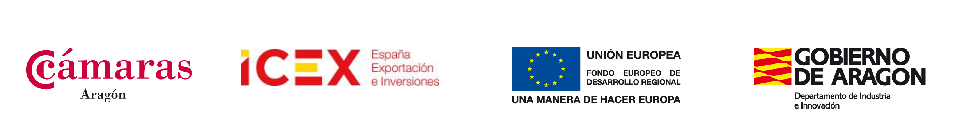 Cámaras
Aragón
ICEX
España
Exportación
e Inversiones
UNIÓN EUROPEA
FONDO EUROPEO DE
DESARROLLO REGIONAL
UNA MANERA DE HACER EUROPA
GOBIERNO
DE ARAGON
Departamento de Industria
e Innovación